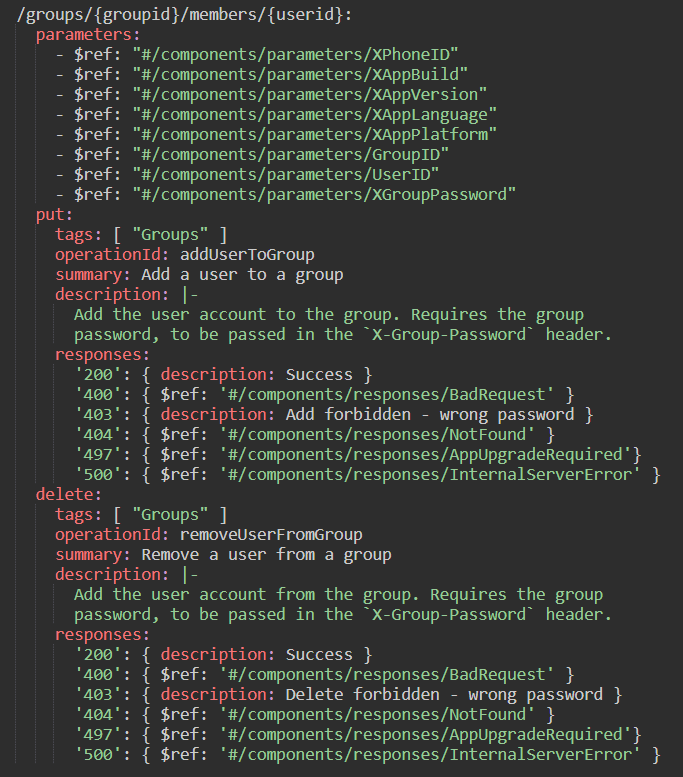 /groups/{groupid}/members/{userid}:
parameters:
- $ref: "#/components/parameters/XPhoneID"
- $ref: "#/components/parameters/XAppBuild"
- $ref: "#/components/parameters/XAppVersion"
- $ref: "#/components/parameters/XAppLanguage"
- $ref: "#/components/parameters/XAppPlatform"
- $ref: "#/components/parameters/GroupID"
- $ref: "#/components/parameters/UserID"
- $ref: "#/components/parameters/XGroupPassword"
put:
tags: [ "Groups" ]
operationId: addUserToGroup
summary: Add a user to a group
description: |-
Add the user account to the group. Requires the group
password, to be passed in the `X-Group-Password` header.
responses:
'200': { description: Success }
'400': { $ref: '#/components/responses/BadRequest' }
'403': { description: Add forbidden - wrong password }
'404': { $ref: '#/components/responses/NotFound' }
'497': { $ref: '#/components/responses/AppUpgradeRequired'}
'500': { $ref: '#/components/responses/InternalServerError' }
delete:
tags: [ "Groups" ]
operationId: removeUserFromGroup
summary: Remove a user from a group
description: |-
Add the user account from the group. Requires the group
password, to be passed in the `X-Group-Password` header.
responses:
'200': { description: Success }
'400': { $ref: '#/components/responses/BadRequest' }
'403': { description: Delete forbidden - wrong password }
'404': { $ref: '#/components/responses/NotFound' }
'497': { $ref: '#/components/responses/AppUpgradeRequired'}
'500': { $ref: '#/components/responses/InternalServerError' }